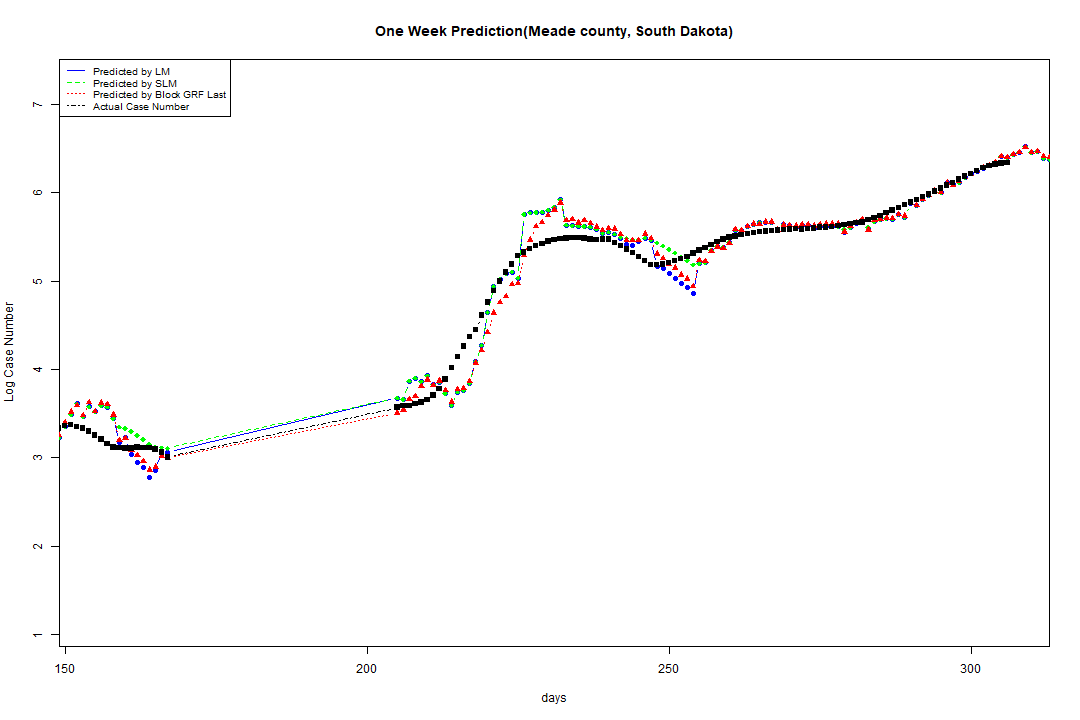 One Week Prediction(Meade county, South Dakota)
Predicted by LM
Predicted by SLM
Predicted by Block GRF Last
Actual Case Number
Log Case Number
7
6
5
4
3
2
1
150 200 250 300
days